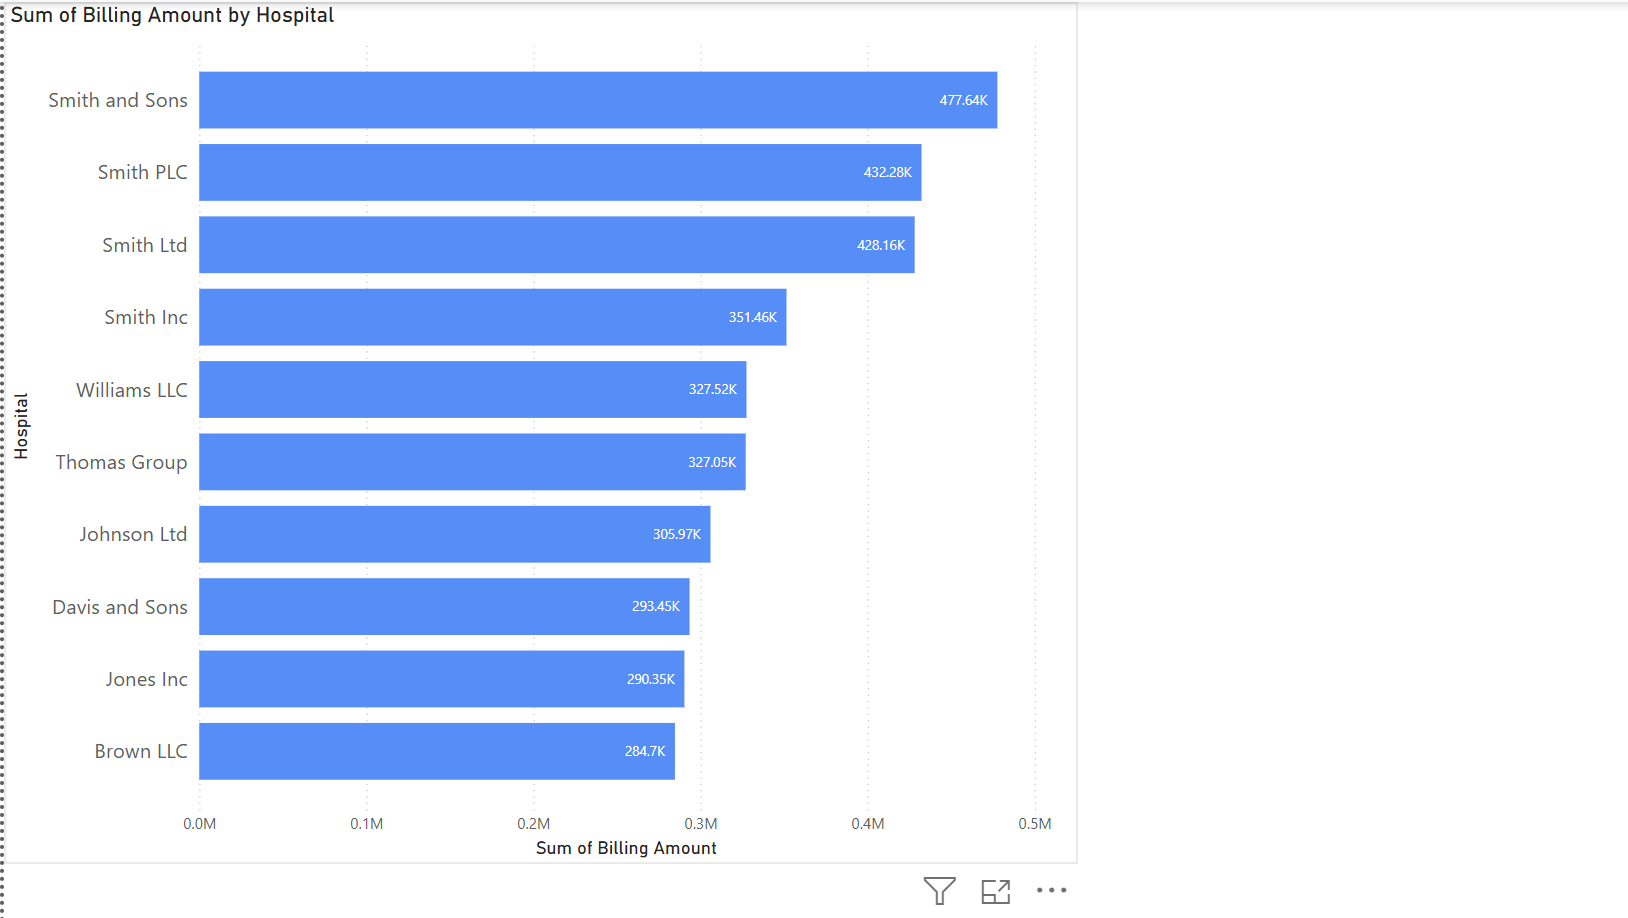 Sum of Billing Amount by Hospital
Hospital
Smith and Sons 477.64K
Smith PLC 432.28K
Smith Ltd 428.16K
Smith Inc 351.46K
Williams LLC 327.52K
Thomas Group 327.05K
Johnson Ltd 305.97K
Davis and Sons 293.45K
Jones Inc 290.35K
Brown LLC 284.7K
0.0M 0.1M 0.2M 0.3M 0.4M 0.5M
Sum of Billing Amount